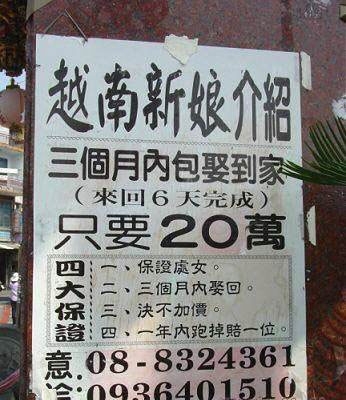 越南新娘介紹
三個月內包娶到家
(來回6天完成)
只要20萬
四大保證
一、保證處女。
二、三個月內娶回。
三、決不加價。
四、一年內跑掉賠一位。
意洽:
08-8324361
0936401510